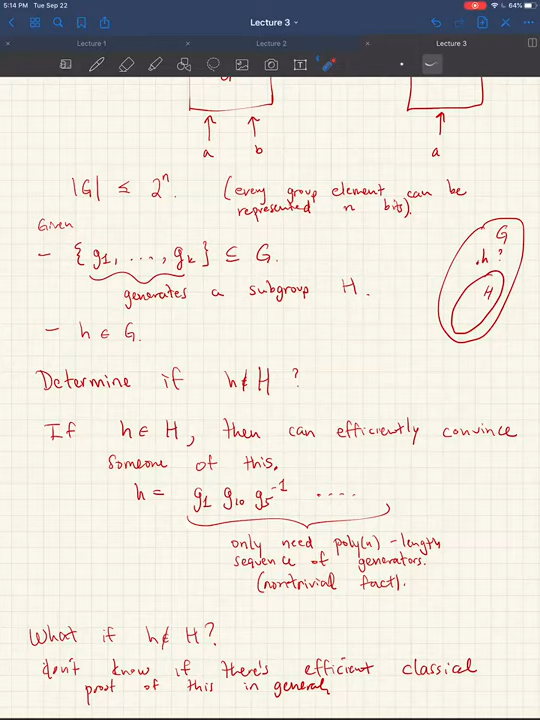 5:14 PM Tue Sep 22
64%
Lecture 3
Lecture 1
Lecture 2
Lecture 3
a b
a
|G| ≤ 2^n. (every group element can be
represented n bits).
Given
- {g1, ..., gk} ⊆ G.
generates a subgroup H.
G
.h ?
H
- h ∈ G.
Determine if h∉H ?
If h∈H, then can efficiently convince
someone of this.
h = g1 g10 g5^-1 ....
only need poly(n)-length
sequence of generators.
(nontrivial fact).
What if h∉H?
don't know if there's efficient classical
proof of this in general